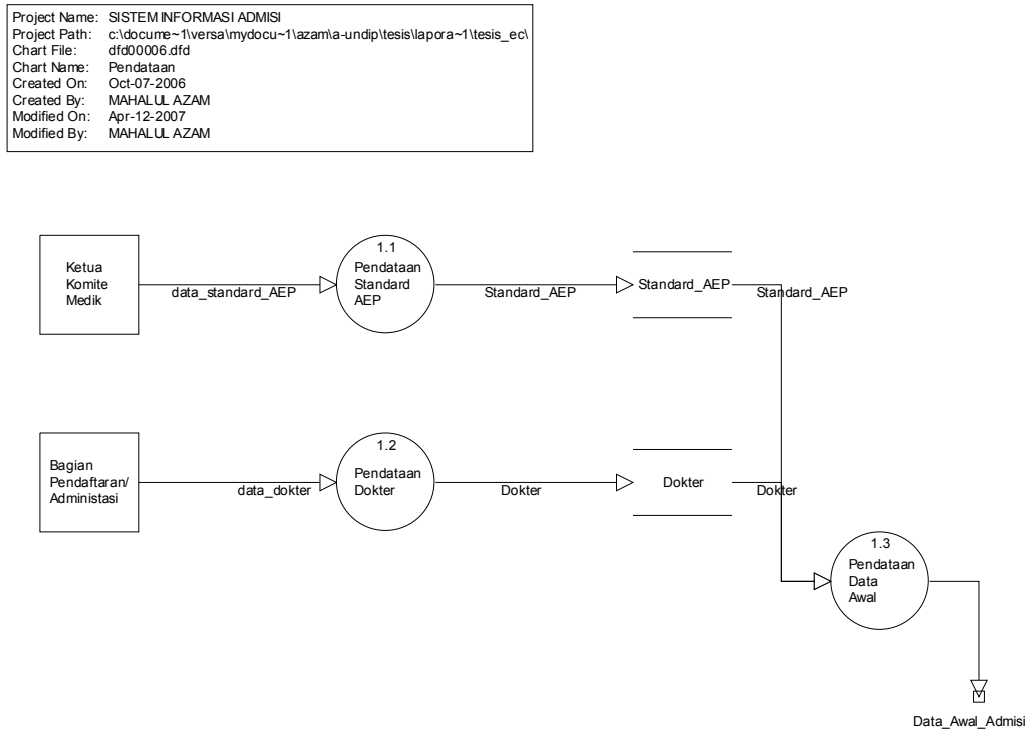 Project Name: SISTEM INFORMASI ADMISI
Project Path: c:\docume~1\versa\mydocu~1\azam\a-undip\tesis\lapora~1\tesis_ec\
Chart File: dfd00006.dfd
Chart Name: Pendataan
Created On: Oct-07-2006
Created By: MAHALUL AZAM
Modified On: Apr-12-2007
Modified By: MAHALUL AZAM
Ketua
Komite
Medik
data_standard_AEP
1.1
Pendataan
Standard
AEP
Standard_AEP
Standard_AEP
Standard_AEP
Bagian
Pendaftaran/
Administasi
data_dokter
1.2
Pendataan
Dokter
Dokter
Dokter
Dokter
1.3
Pendataan
Data
Awal
Data_Awal_Admisi